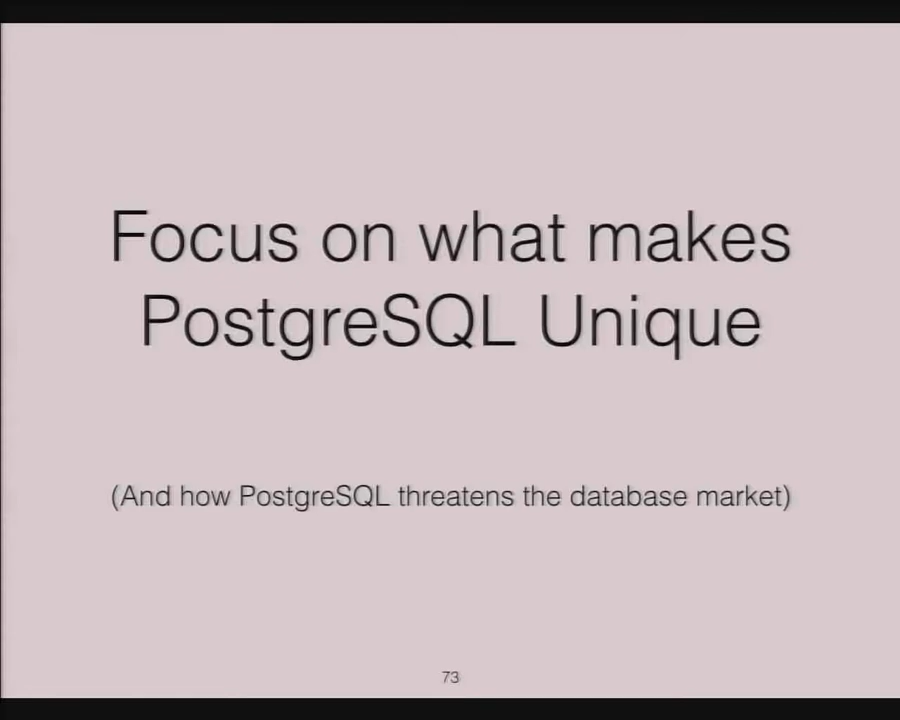 Focus on what makes
PostgreSQL Unique
(And how PostgreSQL threatens the database market)
73